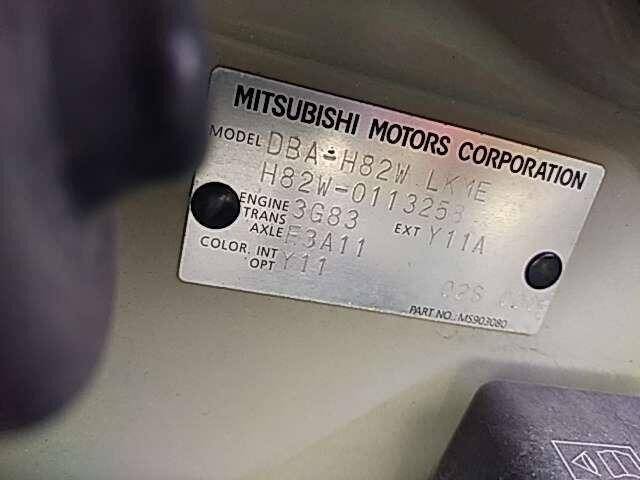 MITSUBISHI MOTORS CORPORATION
MODEL DBA-H82W LKME
H82W-0113258
ENGINE 3G83 EXT Y11A
TRANS AXLE F3A11
COLOR. INT Y11
OPT
PART NO.: MS903080